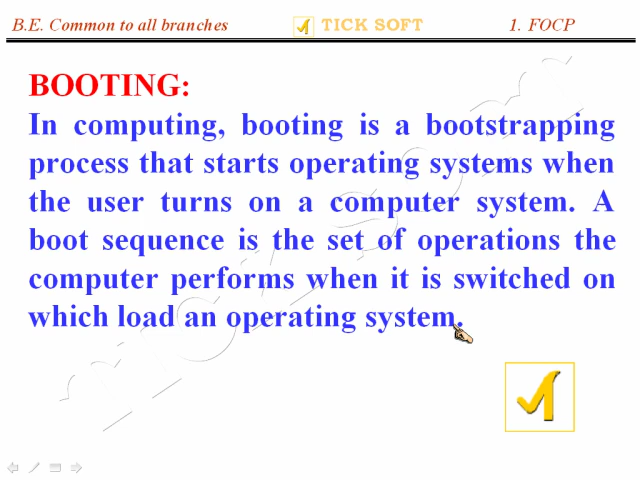 B.E. Common to all branches TICK SOFT 1. FOCP
BOOTING:
In computing, booting is a bootstrapping
process that starts operating systems when
the user turns on a computer system. A
boot sequence is the set of operations the
computer performs when it is switched on
which load an operating system.